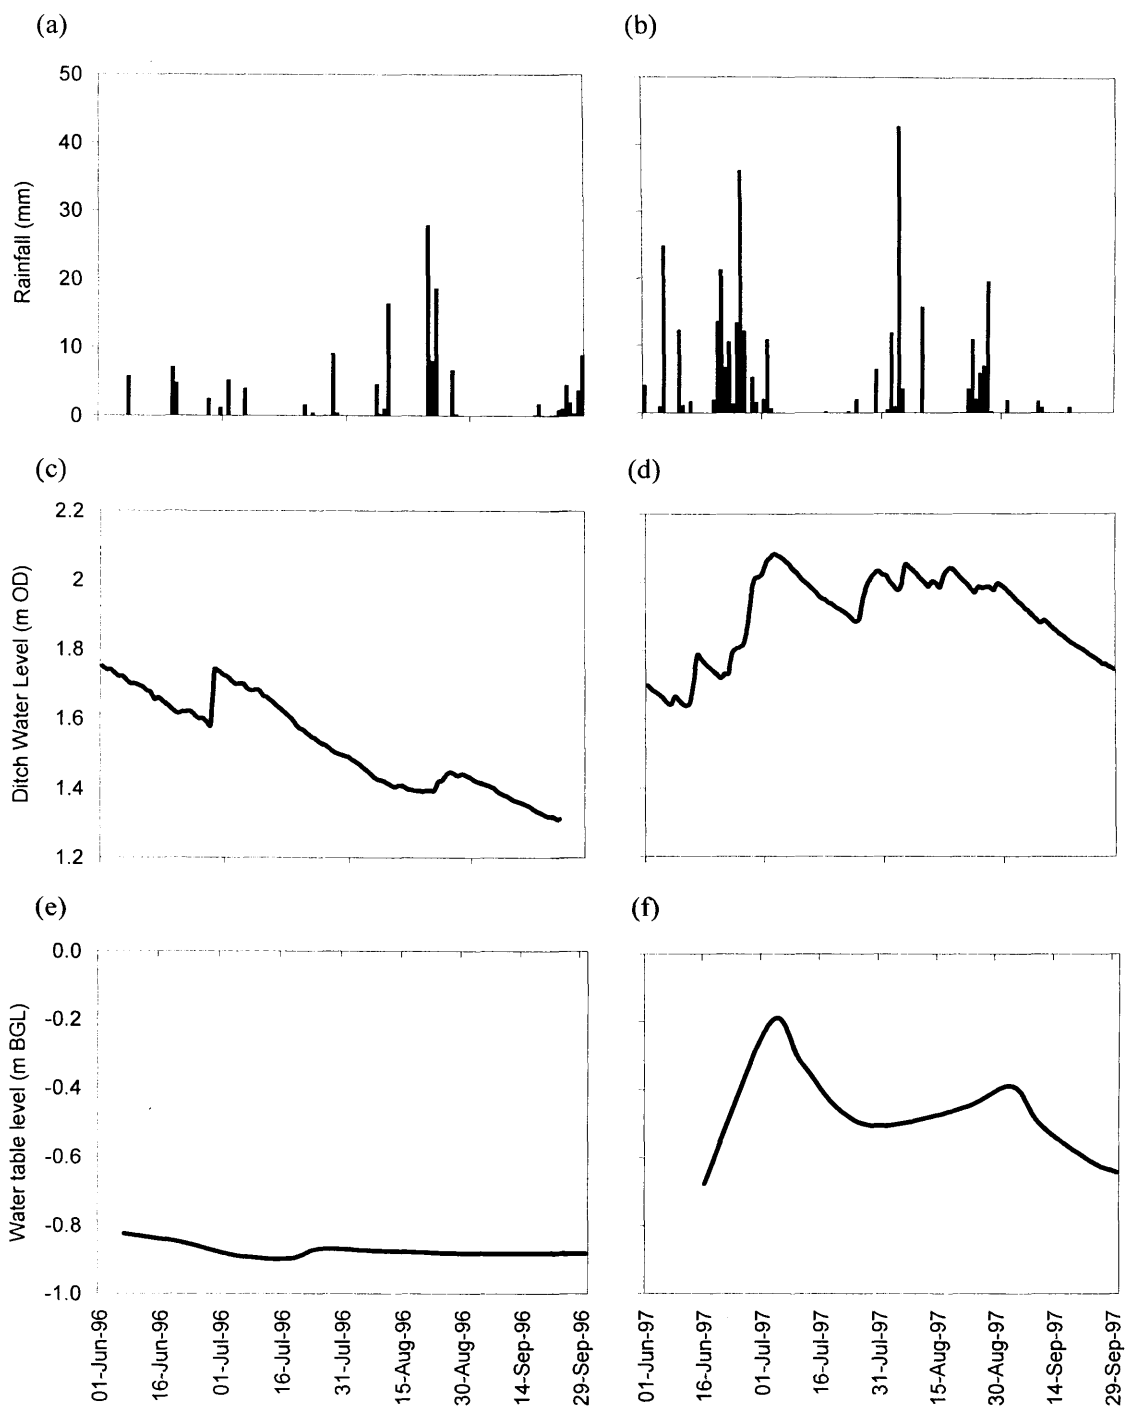 (a)
(b)
50
40
30
20
10
0
Rainfall (mm)
(c)
(d)
2.2
2
1.8
1.6
1.4
1.2
Ditch Water Level (m OD)
(e)
(f)
0.0
-0.2
-0.4
-0.6
-0.8
-1.0
Water table level (m BGL)
01-Jun-96
16-Jun-96
01-Jul-96
16-Jul-96
31-Jul-96
15-Aug-96
30-Aug-96
14-Sep-96
29-Sep-96
01-Jun-97
16-Jun-97
01-Jul-97
16-Jul-97
31-Jul-97
15-Aug-97
30-Aug-97
14-Sep-97
29-Sep-97